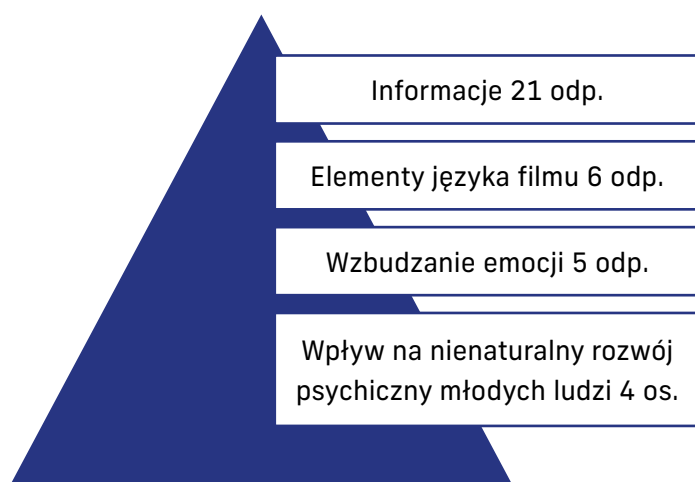 Informacje 21 odp.
Elementy języka filmu 6 odp.
Wzbudzanie emocji 5 odp.
Wpływ na nienaturalny rozwój
psychiczny młodych ludzi 4 os.